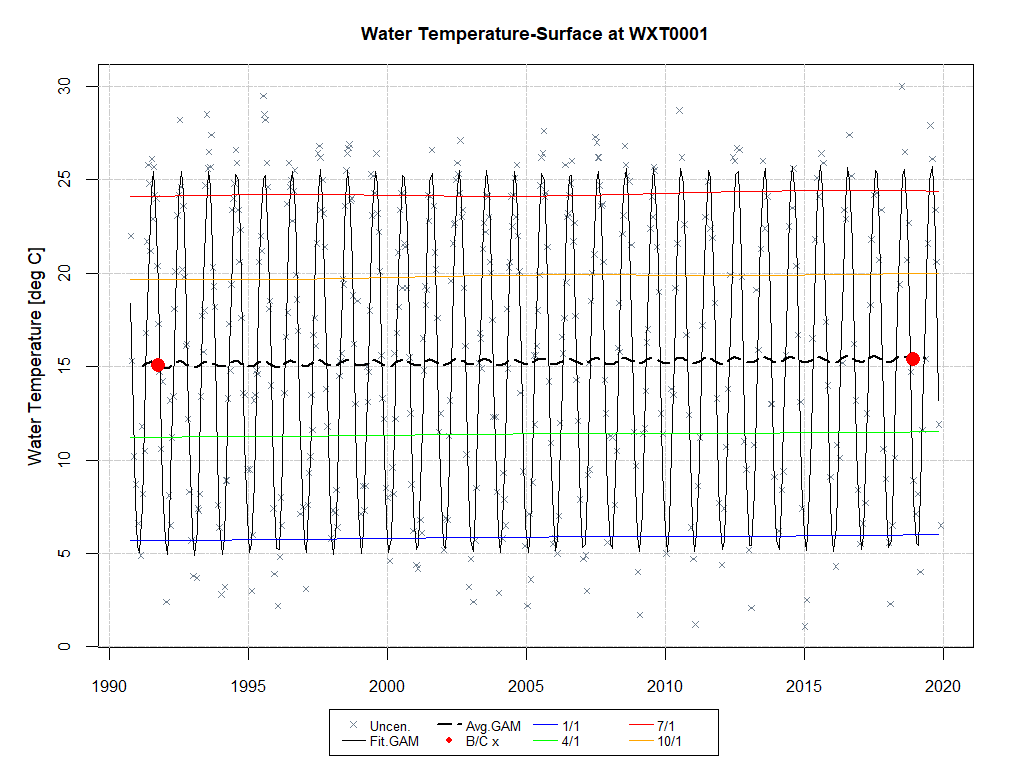 Water Temperature-Surface at WXT0001
Water Temperature [deg C]
30
25
20
15
10
5
0
1990 1995 2000 2005 2010 2015 2020
Uncen. Avg.GAM 1/1 7/1
Fit.GAM B/C x 4/1 10/1